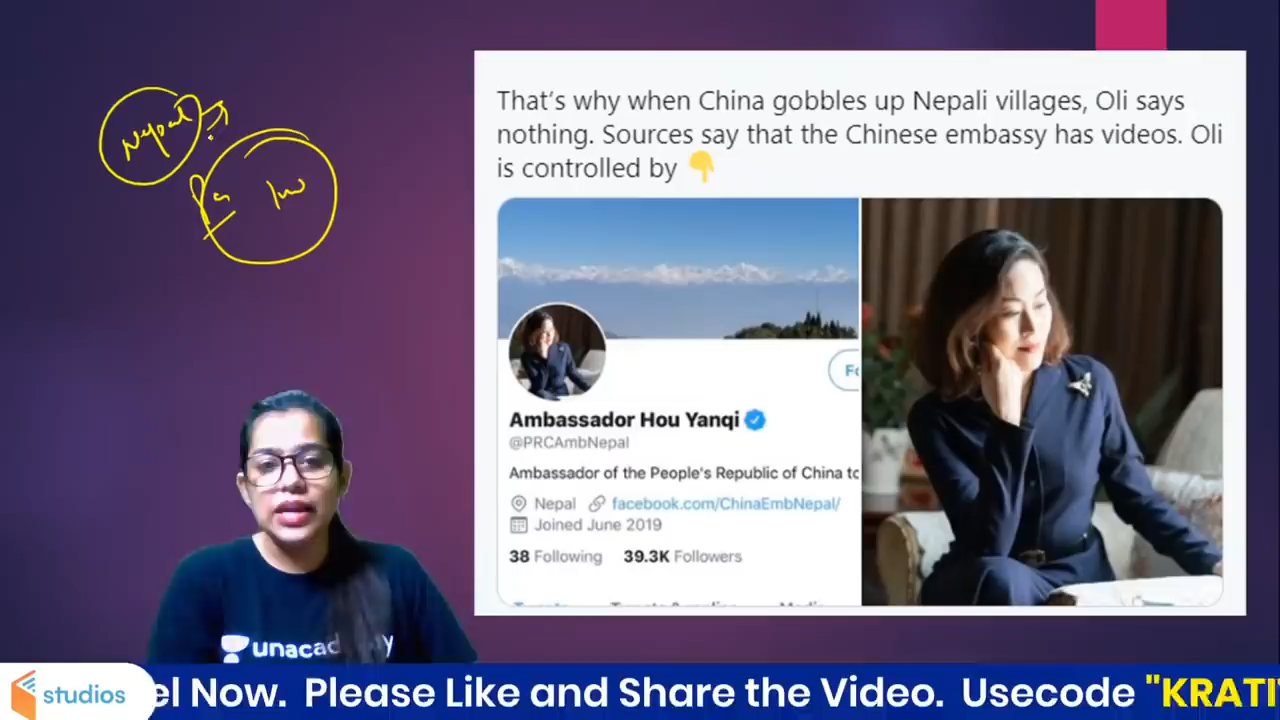 Nepal
That's why when China gobbles up Nepali villages, Oli says
nothing. Sources say that the Chinese embassy has videos. Oli
is controlled by 👇
Fo
Ambassador Hou Yanqi
@PRCAmbNepal
Ambassador of the People's Republic of China to
Nepal facebook.com/ChinaEmbNepal/
Joined June 2019
38 Following 39.3K Followers
unacademy
studios
el Now. Please Like and Share the Video. Usecode "KRATI